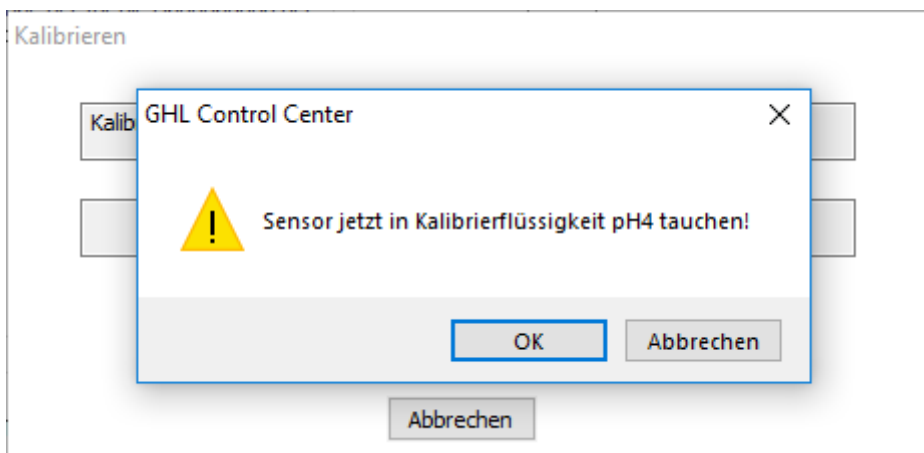 Kalibrieren
Kalib
GHL Control Center
Sensor jetzt in Kalibrierflüssigkeit pH4 tauchen!
OK
Abbrechen
Abbrechen